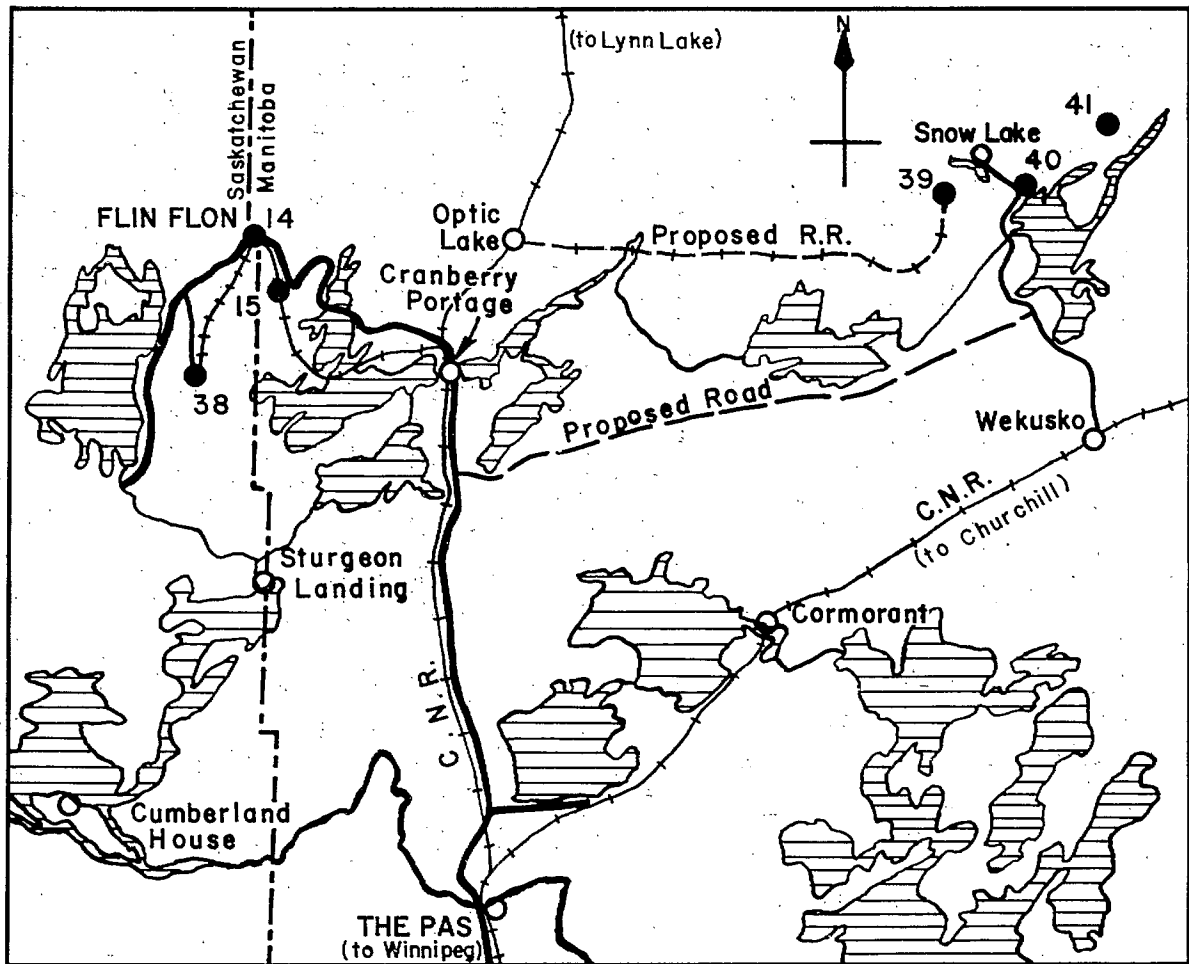 (to Lynn Lake)
Saskatchewan
Manitoba
N
41
Snow Lake
40
39
FLIN FLON
14
Optic
Lake
Proposed R.R.
Cranberry
Portage
15
38
Proposed Road
Wekusko
C.N.R.
(to Churchill)
Sturgeon
Landing
Cormorant
C.N.R.
Cumberland
House
THE PAS
(to Winnipeg)